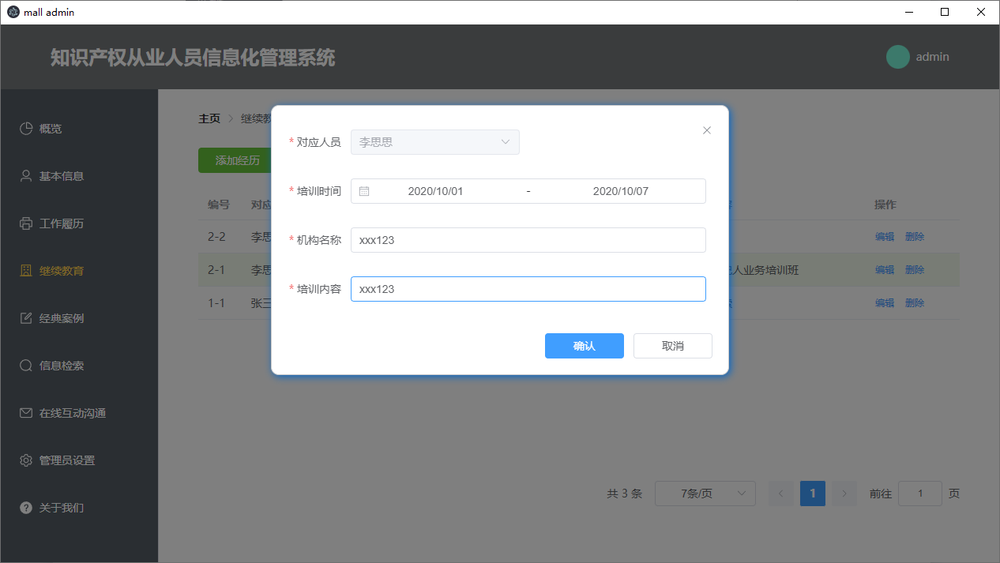 mall admin
知识产权从业人员信息化管理系统
admin
概览
基本信息
工作履历
继续教育
经典案例
信息检索
在线互动沟通
管理员设置
关于我们
主页 > 继续教
添加经历
编号 对应 操作
2-2 李思 编辑 删除
2-1 李思 人业务培训班 编辑 删除
1-1 张三 编辑 删除
* 对应人员 李思思
* 培训时间 2020/10/01 - 2020/10/07
* 机构名称 xxx123
* 培训内容 xxx123
确认 取消
共 3 条 7条/页 1 前往 1 页